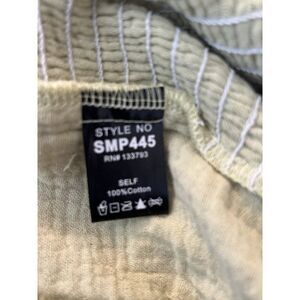 STYLE NO
SMP445
RN# 133793
SELF
100%Cotton